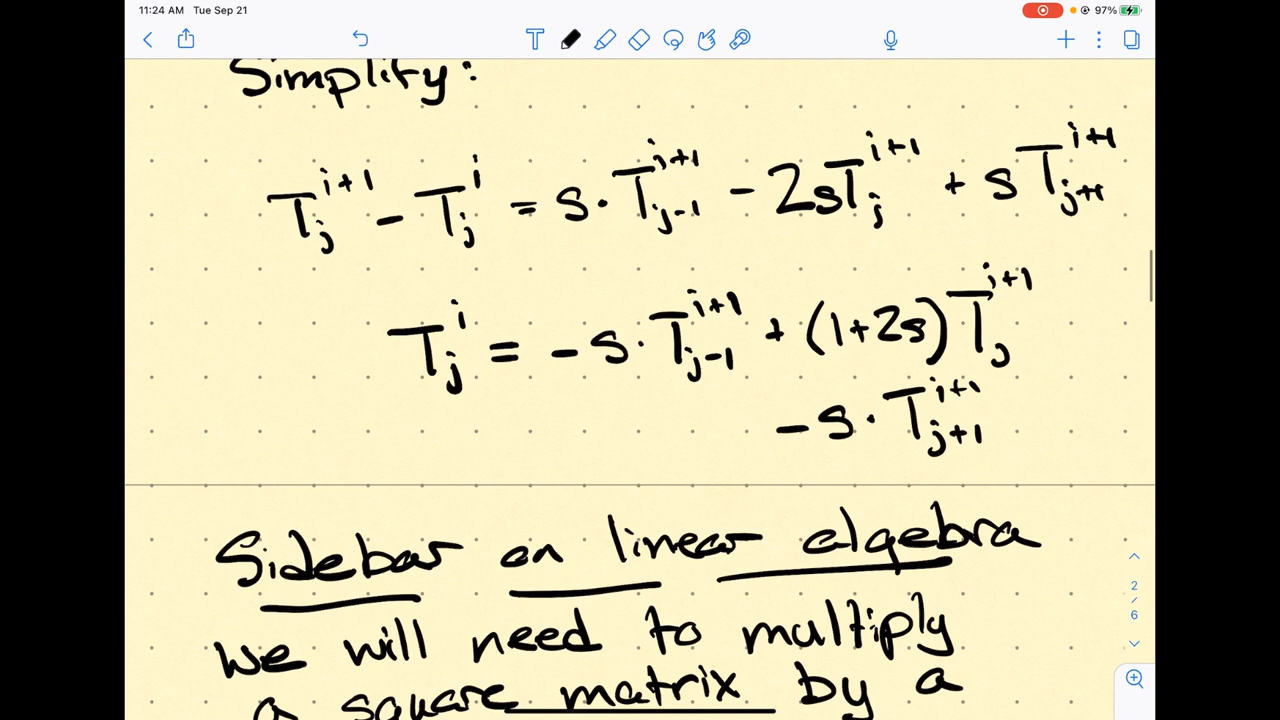 11:24 AM Tue Sep 21
97%
T
Simplify:
T_j^{i+1} - T_j^i = s · T_{j-1}^{i+1} - 2sT_j^{i+1} + sT_{j+1}^{i+1}
T_j^i = -s · T_{j-1}^{i+1} + (1+2s)T_j^{i+1}
-s · T_{j+1}^{i+1}
Sidebar on linear algebra
we will need to multiply
a square matrix by a
2
/
6